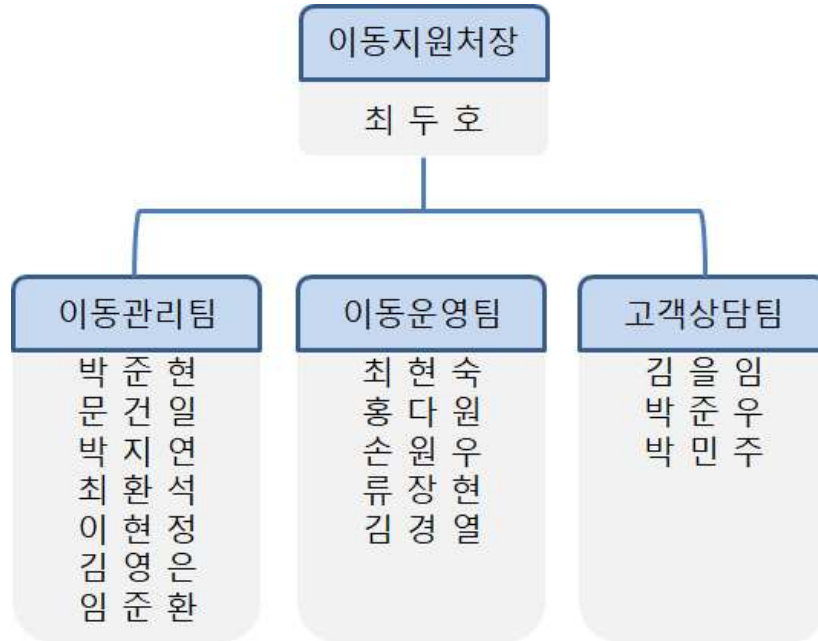 이동지원처장
최 두 호
이동관리팀
박 준 현
문 건 일
박 지 연
최 환 석
이 현 정
김 영 은
임 준 환
이동운영팀
최 현 숙
홍 다 원
손 원 우
류 장 현
김 경 열
고객상담팀
김 을 임
박 준 우
박 민 주